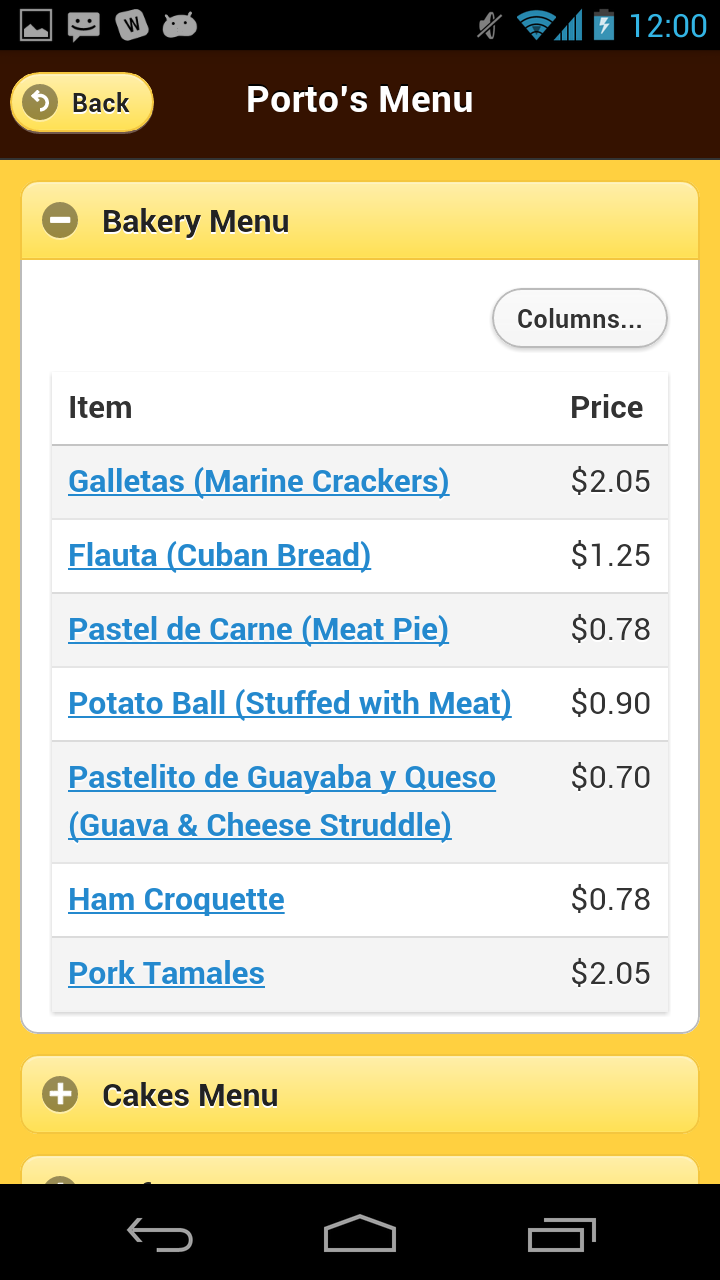 12:00
Back
Porto's Menu
Bakery Menu
Columns...
Item Price
Galletas (Marine Crackers) $2.05
Flauta (Cuban Bread) $1.25
Pastel de Carne (Meat Pie) $0.78
Potato Ball (Stuffed with Meat) $0.90
Pastelito de Guayaba y Queso $0.70
(Guava & Cheese Struddle)
Ham Croquette $0.78
Pork Tamales $2.05
Cakes Menu